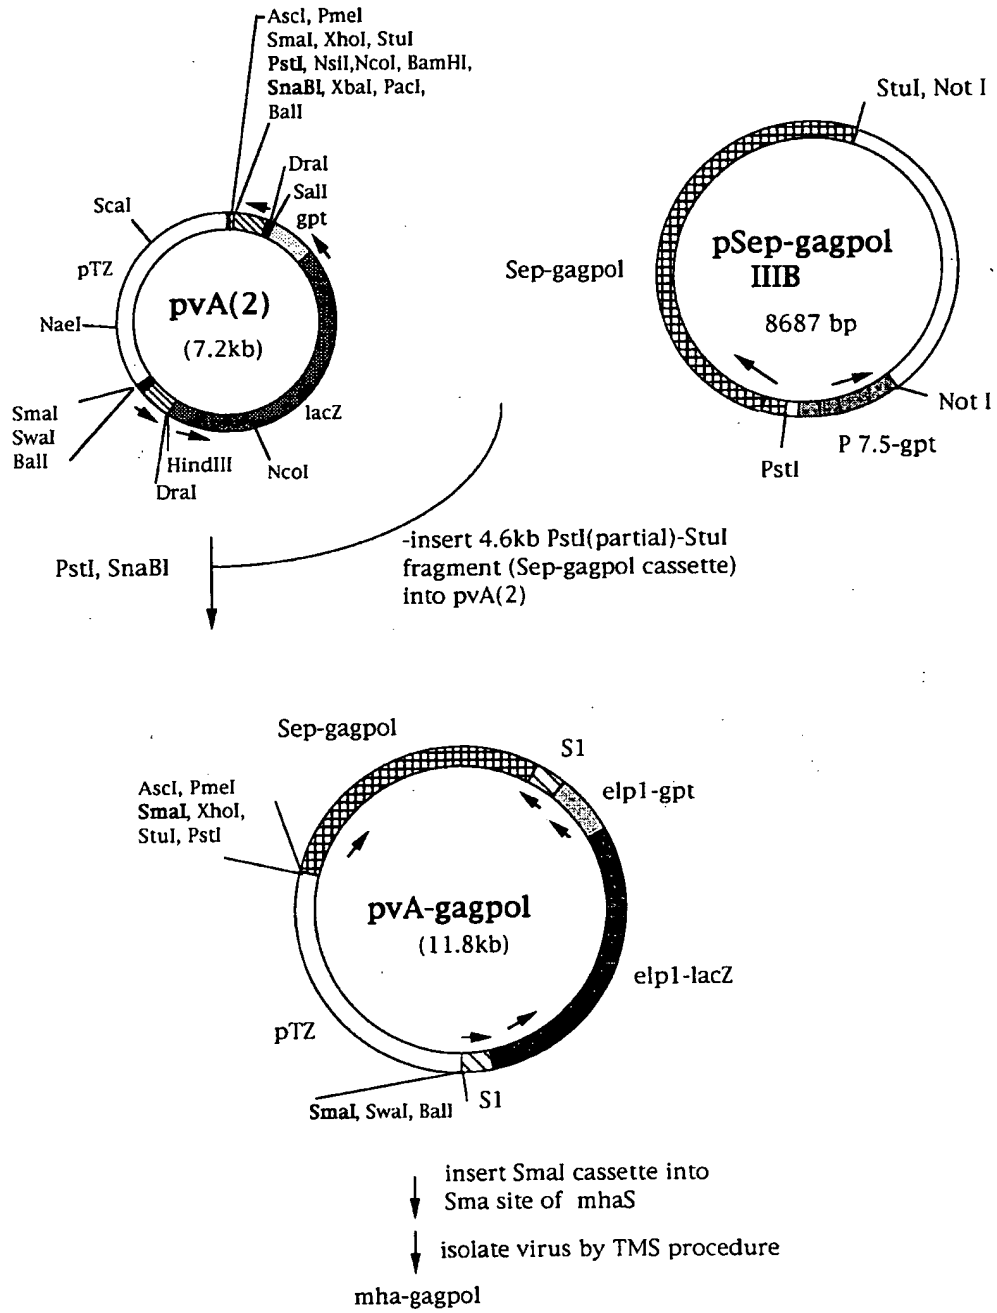 AscI, PmeI
SmaI, XhoI, StuI
PstI, NsiI,NcoI, BamHI,
SnaBI, XbaI, PacI,
BalI
DraI
SalI
gpt
ScaI
pTZ
NaeI
pvA(2)
(7.2kb)
SmaI
SwaI
BalI
lacZ
HindIII
NcoI
DraI
StuI, Not I
Sep-gagpol
pSep-gagpol
IIIB
8687 bp
Not I
P 7.5-gpt
PstI
PstI, SnaBI
-insert 4.6kb PstI(partial)-StuI
fragment (Sep-gagpol cassette)
into pvA(2)
Sep-gagpol
S1
elp1-gpt
AscI, PmeI
SmaI, XhoI,
StuI, PstI
pvA-gagpol
(11.8kb)
elp1-lacZ
pTZ
SmaI, SwaI, BalI
S1
insert SmaI cassette into
Sma site of mhaS
isolate virus by TMS procedure
mha-gagpol